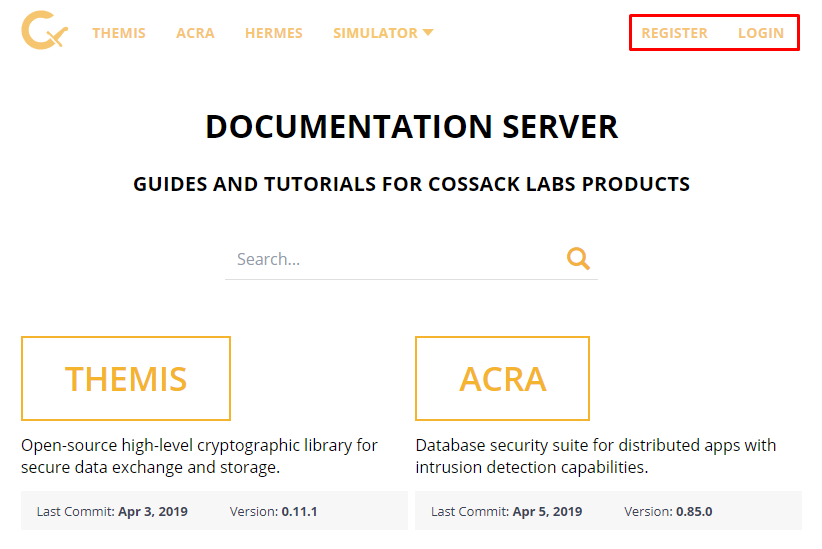 THEMIS ACRA HERMES SIMULATOR REGISTER LOGIN
DOCUMENTATION SERVER
GUIDES AND TUTORIALS FOR COSSACK LABS PRODUCTS
Search...
THEMIS
Open-source high-level cryptographic library for
secure data exchange and storage.
Last Commit: Apr 3, 2019 Version: 0.11.1
ACRA
Database security suite for distributed apps with
intrusion detection capabilities.
Last Commit: Apr 5, 2019 Version: 0.85.0